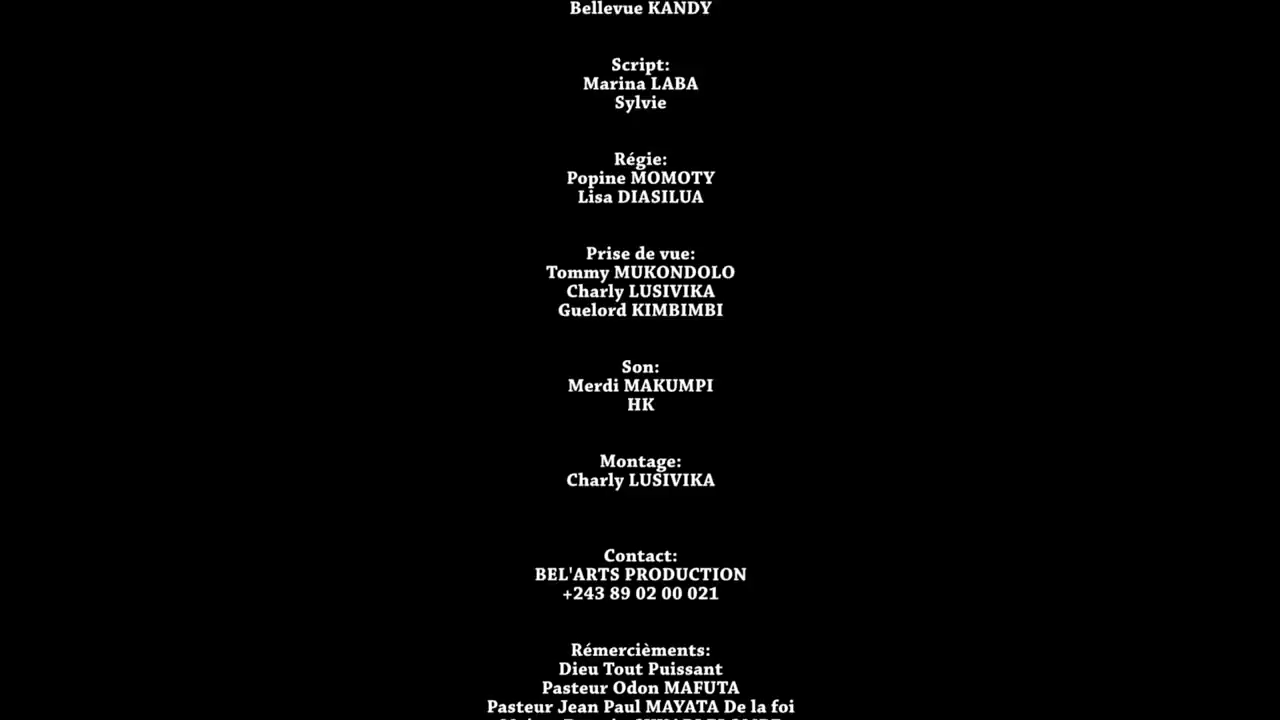 Bellevue KANDY
Script:
Marina LABA
Sylvie
Régie:
Popine MOMOTY
Lisa DIASILUA
Prise de vue:
Tommy MUKONDOLO
Charly LUSIVIKA
Guelord KIMBIMBI
Son:
Merdi MAKUMPI
HK
Montage:
Charly LUSIVIKA
Contact:
BEL'ARTS PRODUCTION
+243 89 02 00 021
Rémercièments:
Dieu Tout Puissant
Pasteur Odon MAFUTA
Pasteur Jean Paul MAYATA De la foi